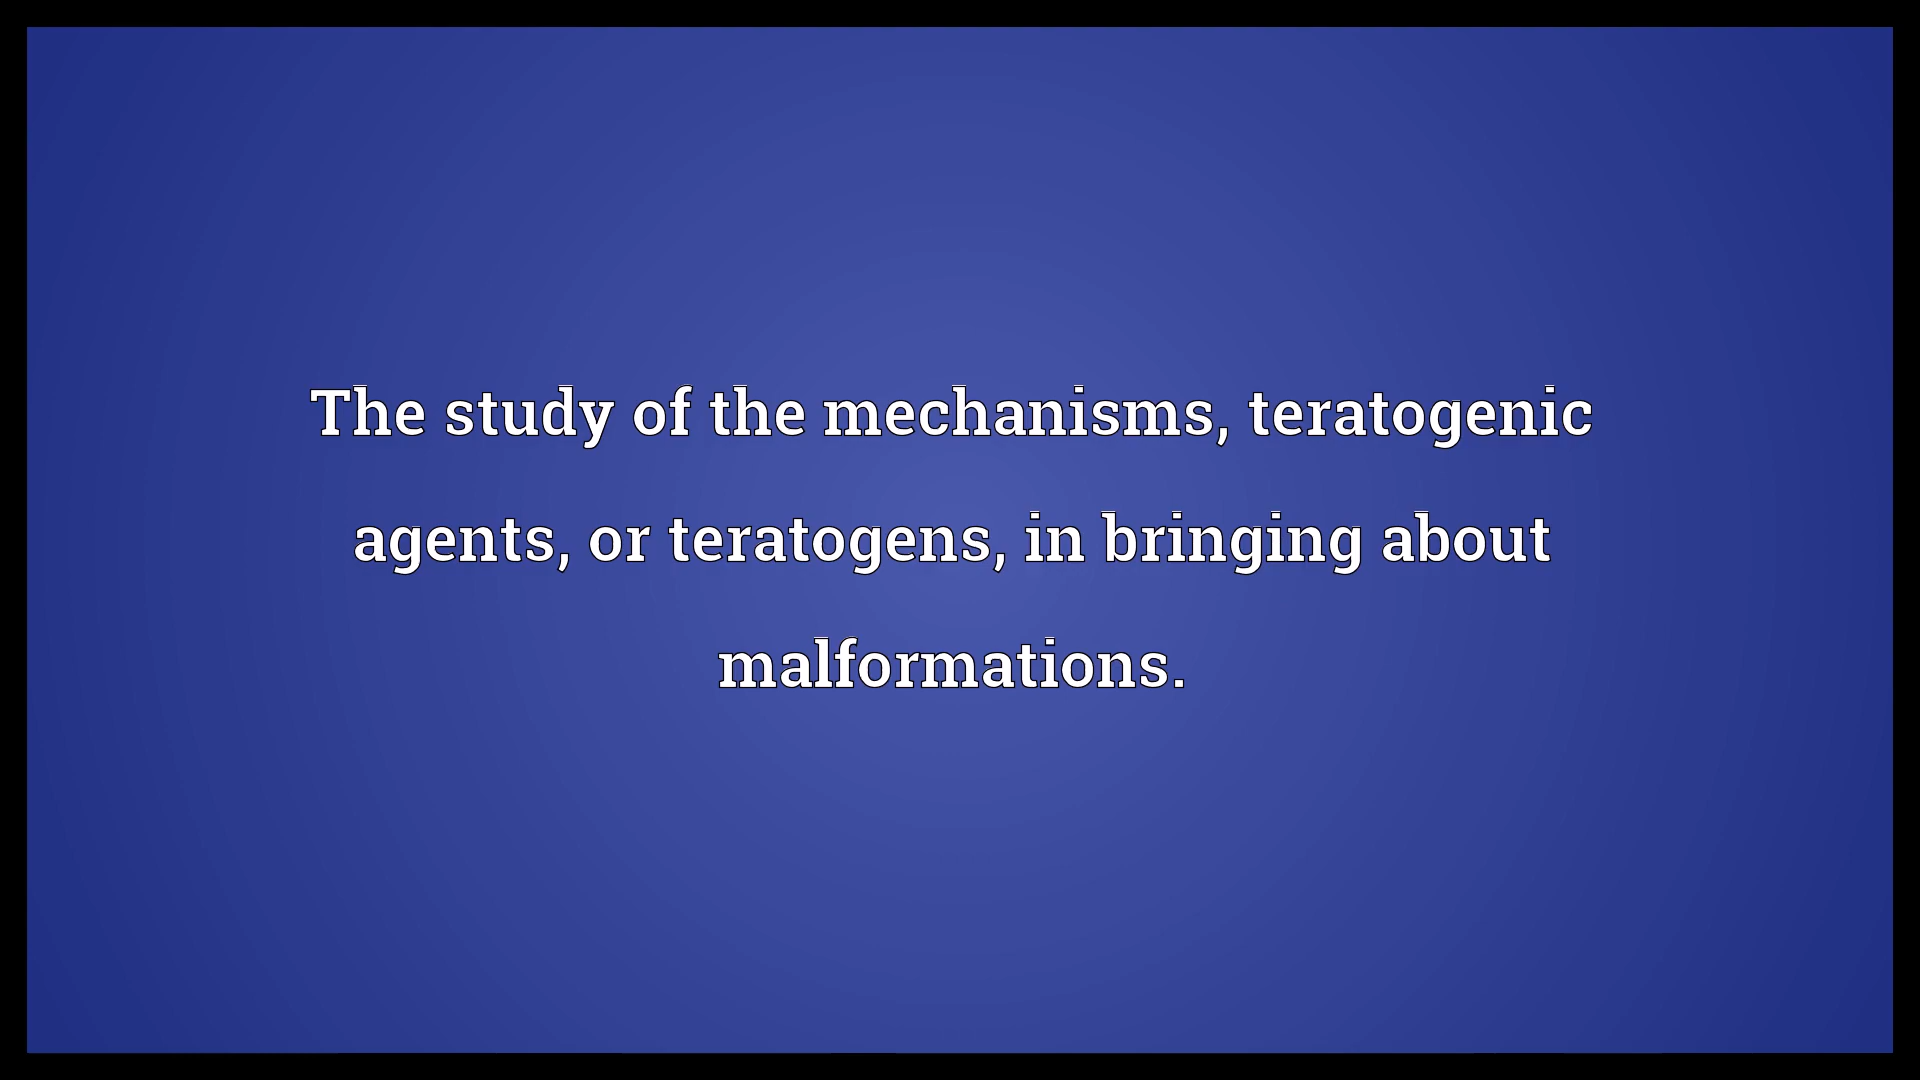 The study of the mechanisms, teratogenic
agents, or teratogens, in bringing about
malformations.